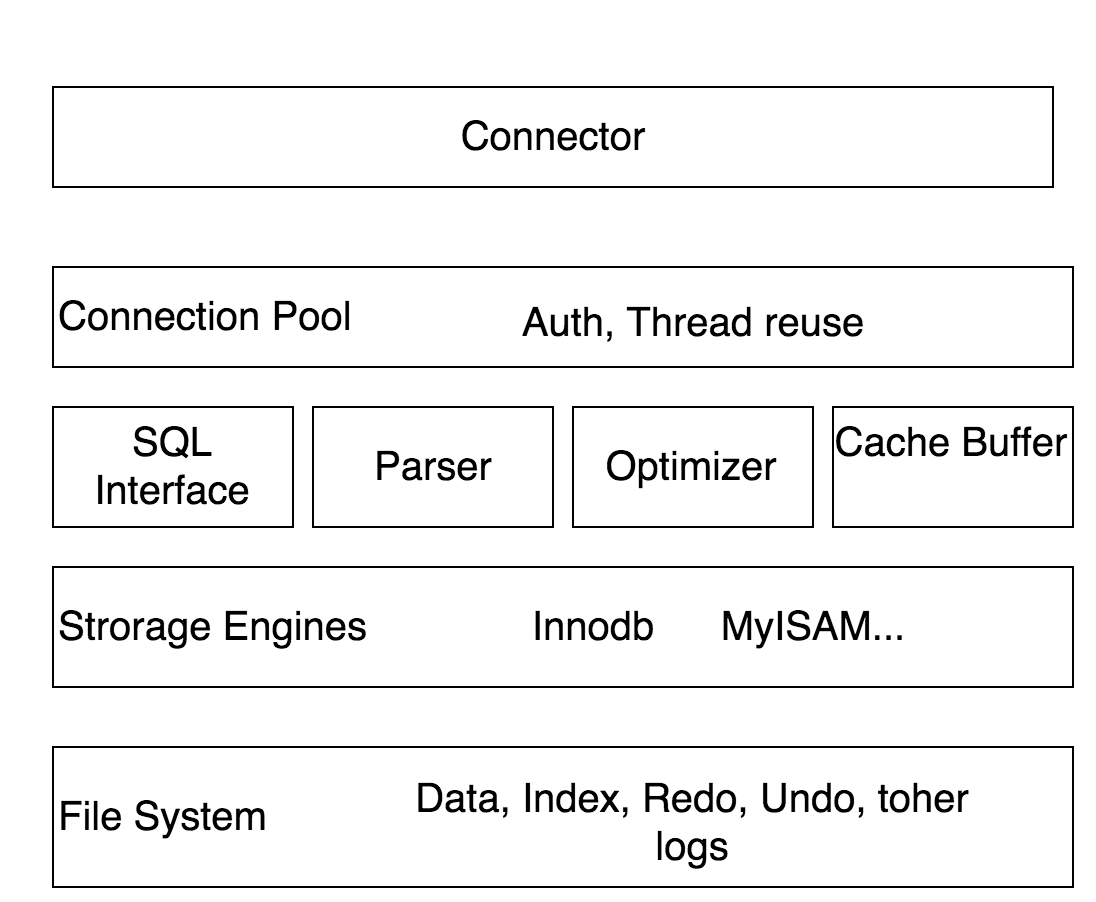 Connector
Connection Pool
Auth, Thread reuse
SQL
Interface
Parser
Optimizer
Cache Buffer
Strorage Engines
Innodb
MyISAM...
File System
Data, Index, Redo, Undo, toher
logs